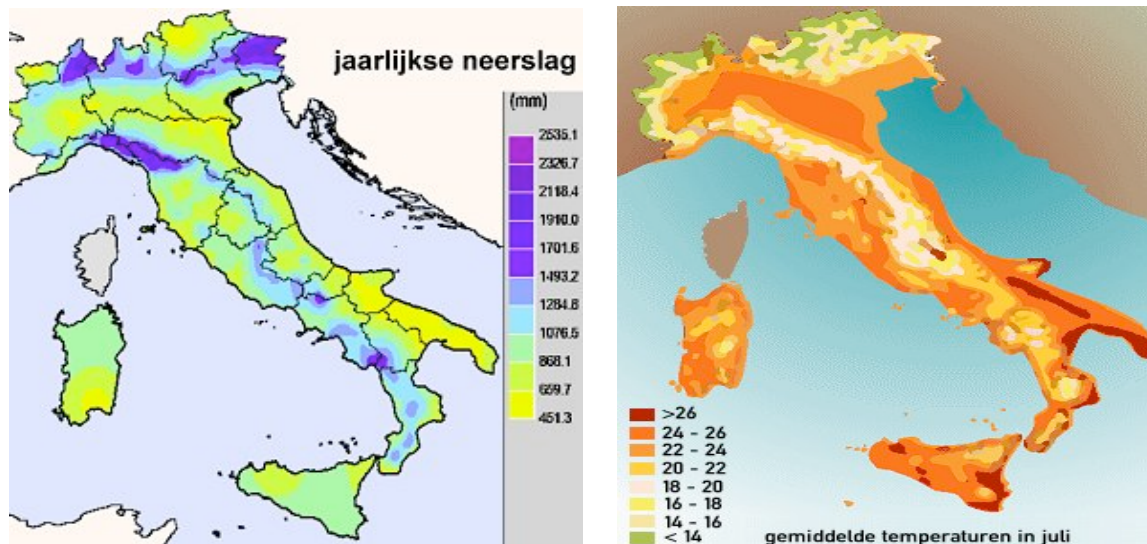 jaarlijkse neerslag
(mm)
2535.1
2326.7
2118.4
1910.0
1701.6
1493.2
1284.8
1076.5
868.1
659.7
451.3
>26
24 - 26
22 - 24
20 - 22
18 - 20
16 - 18
14 - 16
< 14
gemiddelde temperaturen in juli